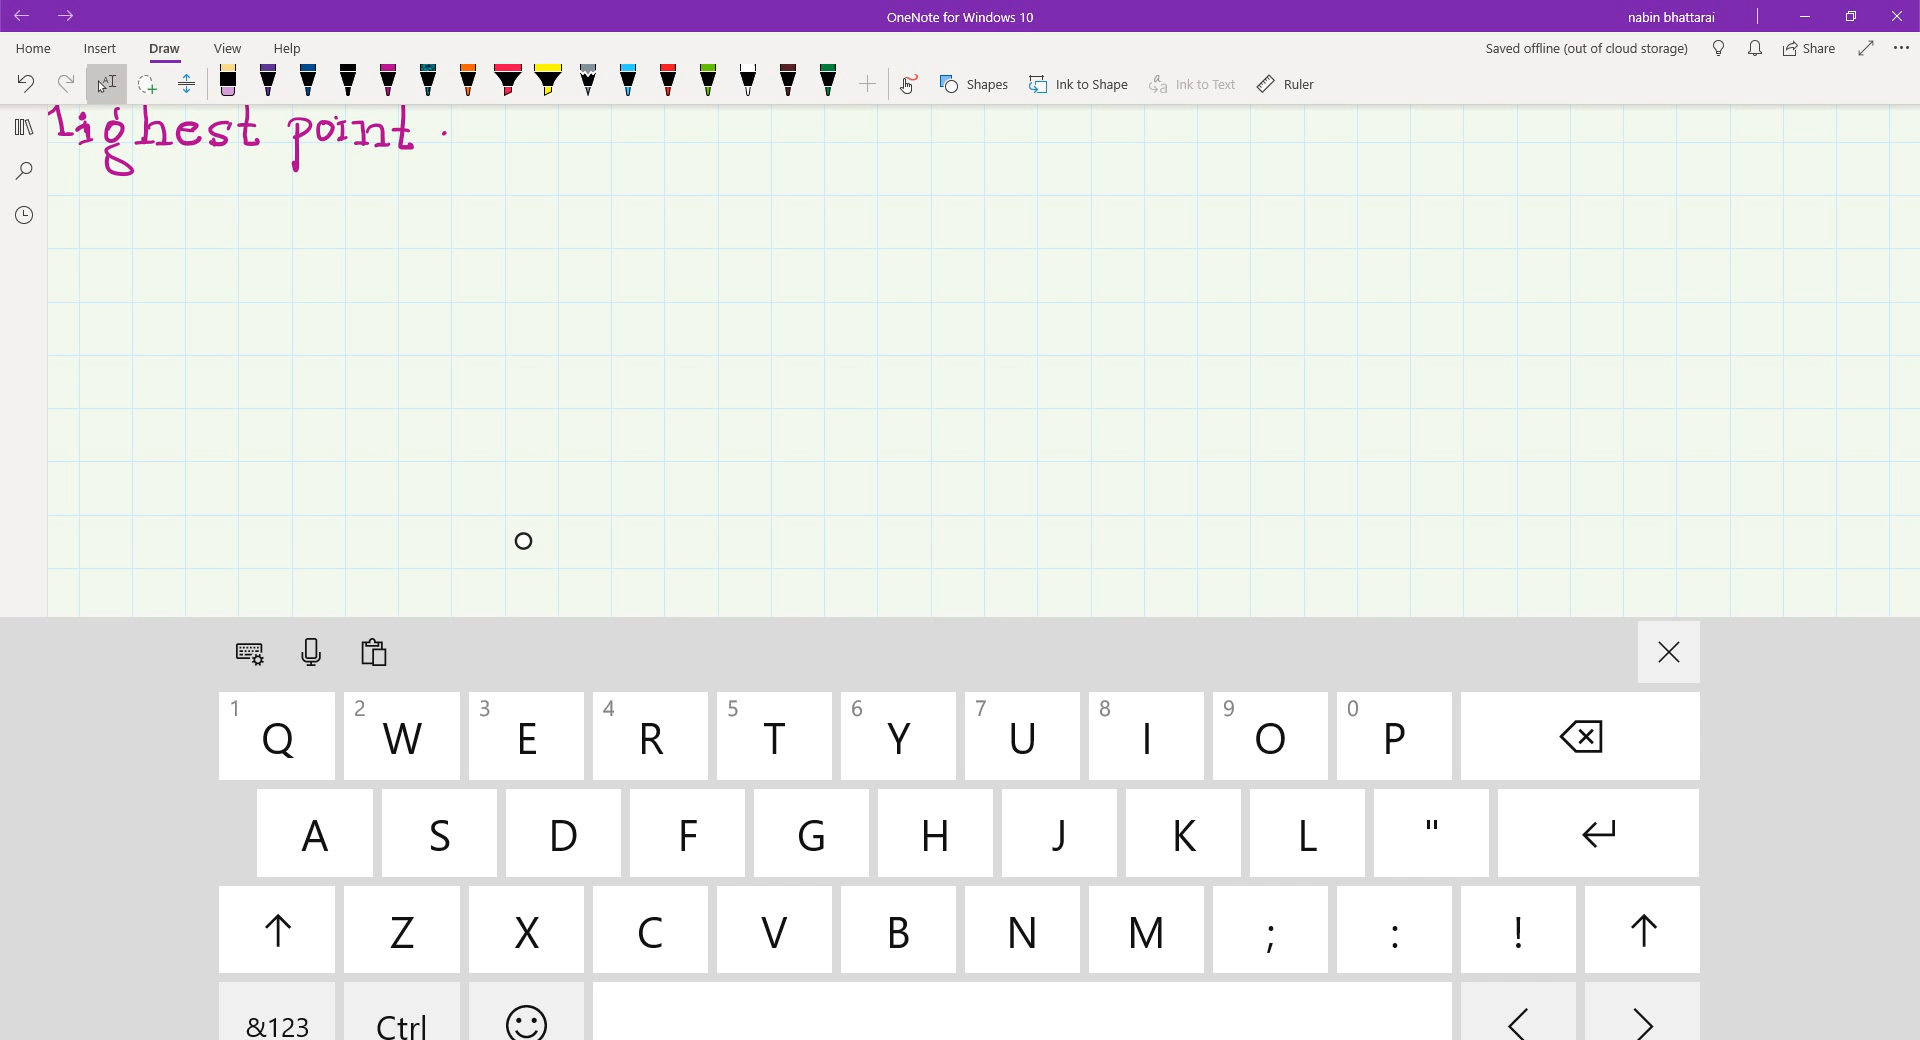 OneNote for Windows 10
nabin bhattarai
Home Insert Draw View Help
Saved offline (out of cloud storage) Share
Shapes Ink to Shape Ink to Text Ruler
highest point.
1 Q 2 W 3 E 4 R 5 T 6 Y 7 U 8 I 9 O 0 P
A S D F G H J K L "
Z X C V B N M ; : !
&123 Ctrl